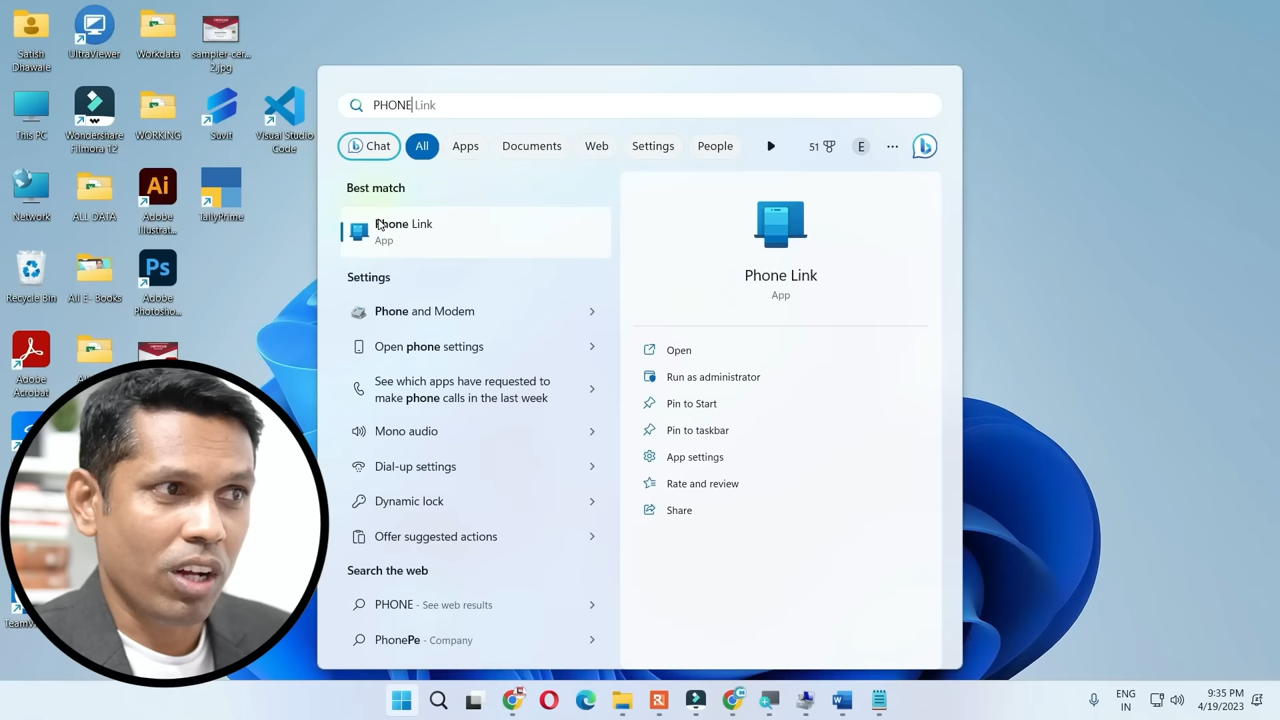 Satish
Dhawale
UltraViewer
Workdata
sampler-cer...
2.jpg
This PC
Wondershare
Filmora 12
WORKING
Suvit
Visual Studio
Code
Network
ALL DATA
Ai
Adobe
Illustrat...
TallyPrime
Recycle Bin
All E- Books
Ps
Adobe
Photosho...
Adobe
Acrobat
PHONE Link
Chat
All
Apps
Documents
Web
Settings
People
51
E
Best match
Phone Link
App
Settings
Phone and Modem
Open phone settings
See which apps have requested to
make phone calls in the last week
Mono audio
Dial-up settings
Dynamic lock
Offer suggested actions
Search the web
PHONE - See web results
PhonePe - Company
Phone Link
App
Open
Run as administrator
Pin to Start
Pin to taskbar
App settings
Rate and review
Share
ENG
IN
9:35 PM
4/19/2023